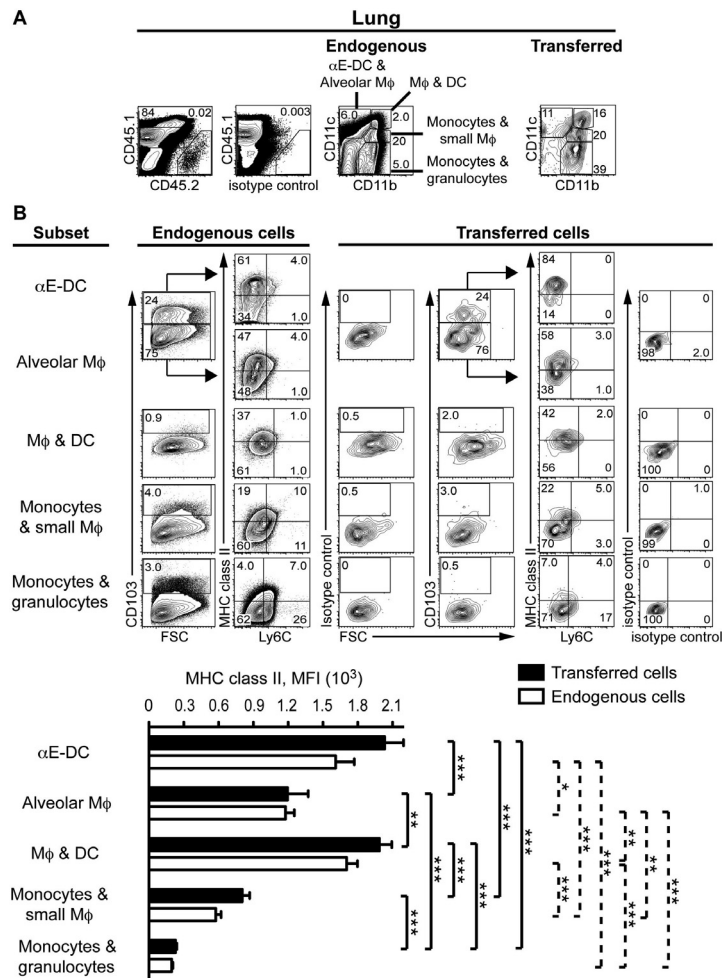 A
Lung
Endogenous
Transferred
αE-DC &
Alveolar MΦ
MΦ & DC
84
0.02
CD45.1
CD45.2
0.003
CD45.1
isotype control
6.0
2.0
20
5.0
CD11c
CD11b
Monocytes &
small MΦ
Monocytes &
granulocytes
11
16
20
39
CD11c
CD11b
B
Subset
Endogenous cells
Transferred cells
αE-DC
24
75
61
4.0
34
1.0
0
24
76
84
0
14
0
0
0
98
2.0
Alveolar MΦ
47
4.0
48
1.0
58
3.0
38
1.0
MΦ & DC
0.9
37
1.0
61
1.0
0.5
2.0
42
2.0
56
0
0
0
100
0
Monocytes
& small MΦ
4.0
19
10
60
11
0.5
3.0
22
5.0
70
3.0
0
1.0
99
0
Monocytes &
granulocytes
3.0
4.0
7.0
62
26
0
0.5
7.0
4.0
71
17
0
0
100
0
CD103
MHC class II
Isotype control
CD103
MHC class II
isotype control
FSC
Ly6C
FSC
Ly6C
isotype control
MHC class II, MFI (10³)
0
0.3
0.6
0.9
1.2
1.5
1.8
2.1
Transferred cells
Endogenous cells
αE-DC
Alveolar MΦ
MΦ & DC
Monocytes &
small MΦ
Monocytes &
granulocytes
**
***
***
***
***
***
***
***
*
***
***
***
**
***
**
***